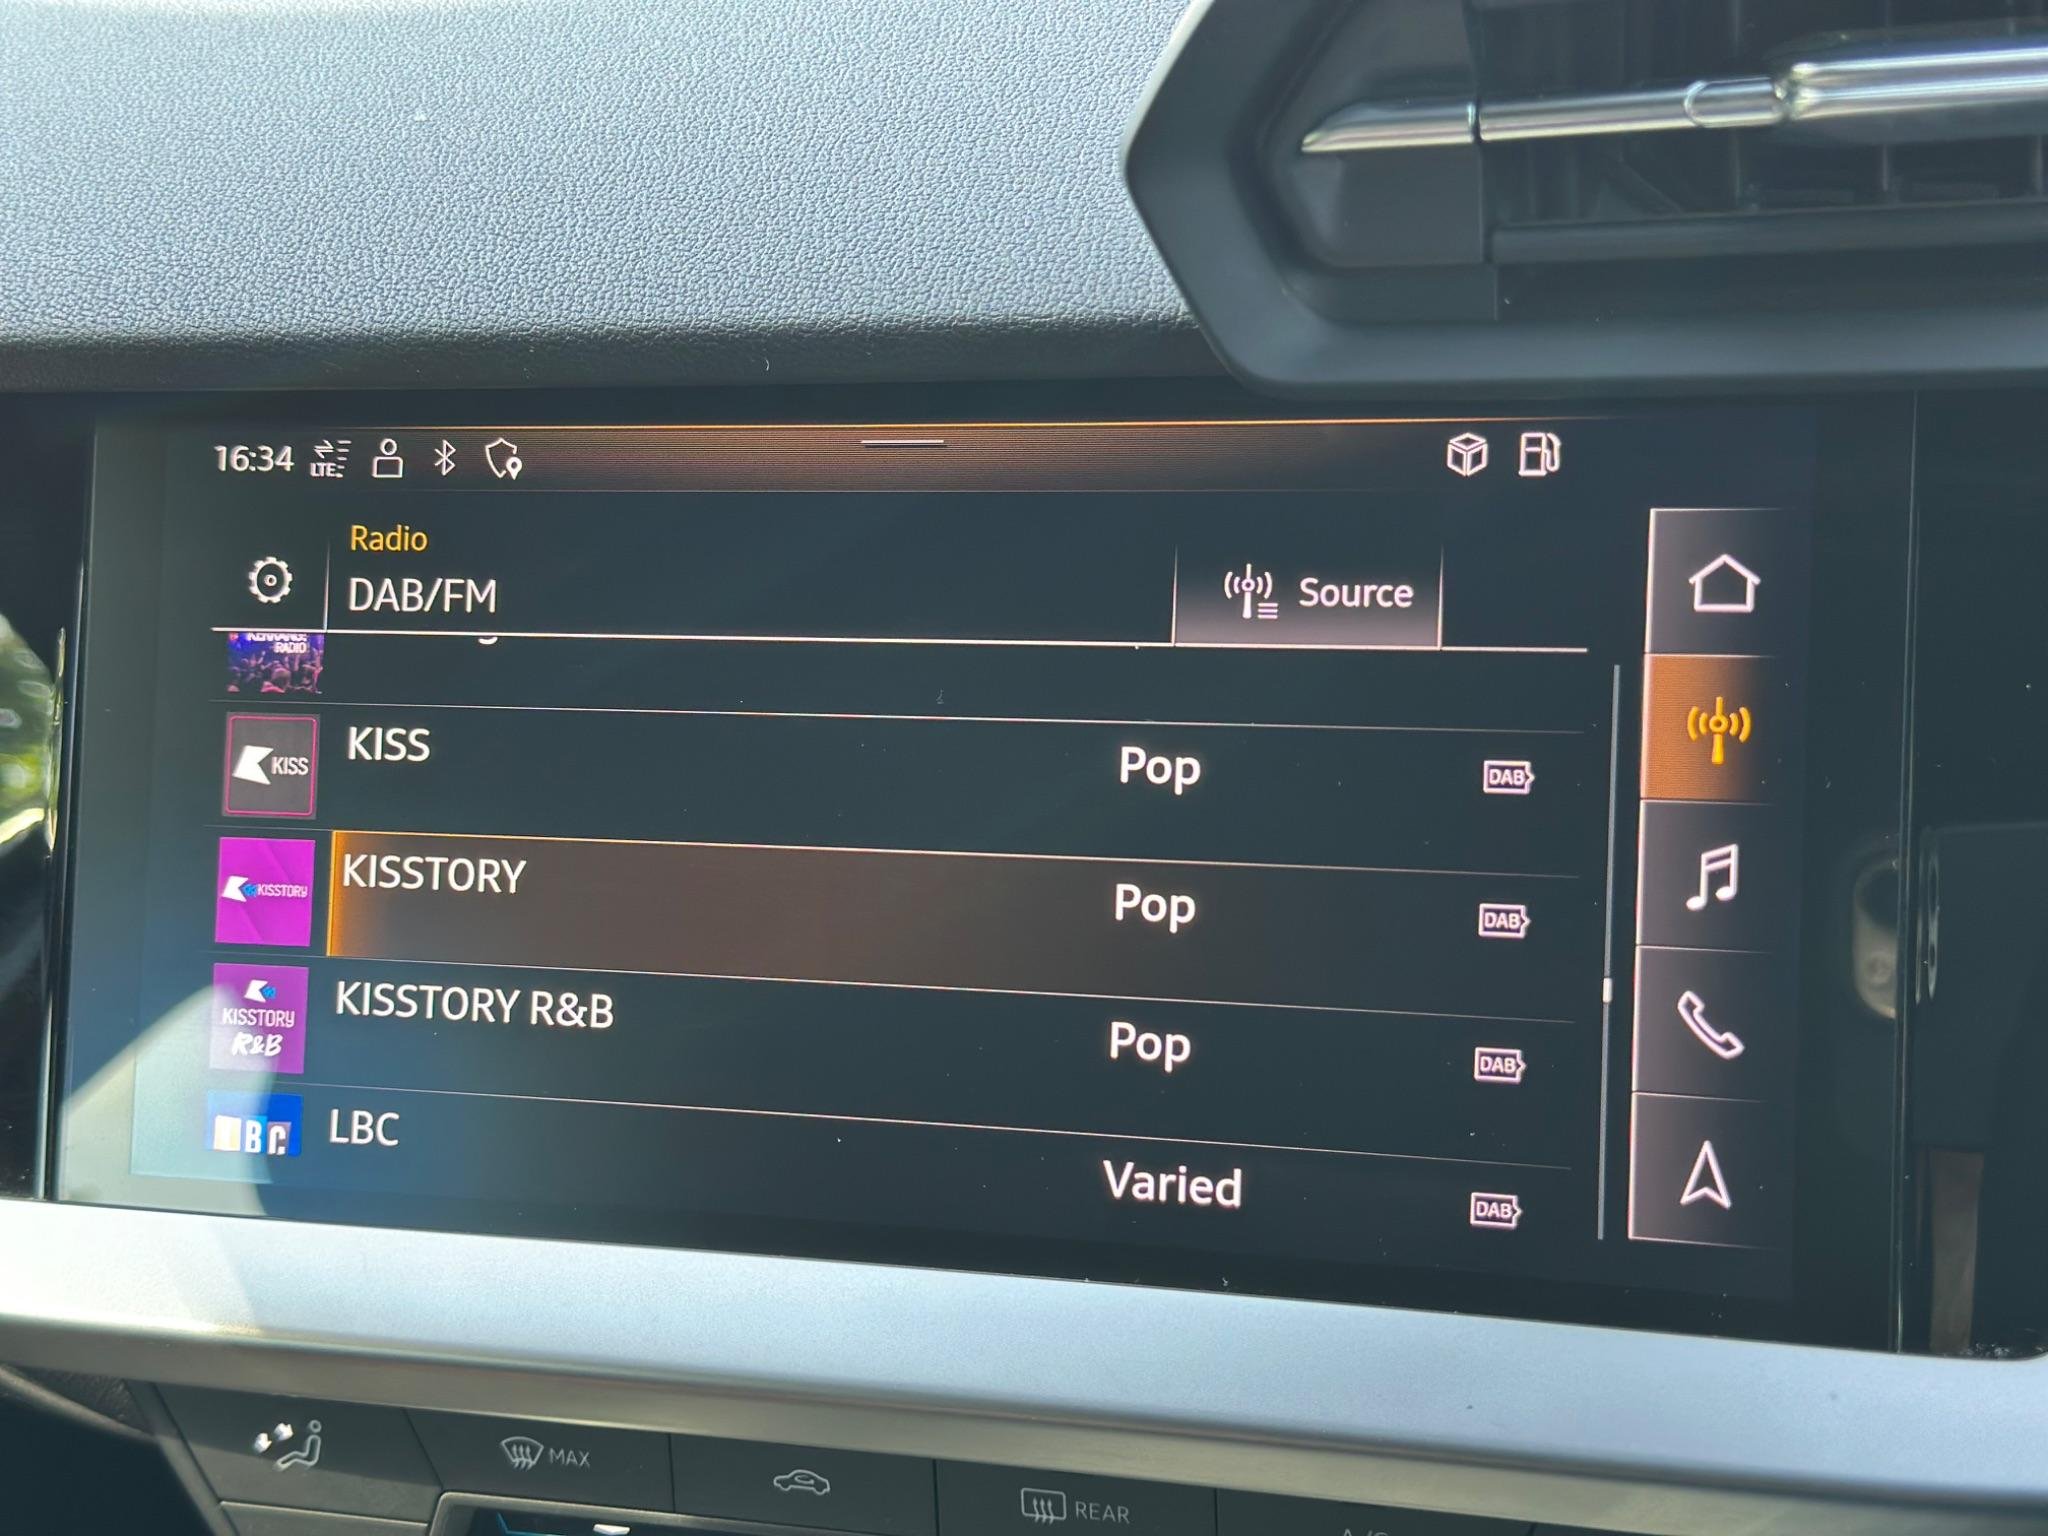 16:34 LTE
Radio
DAB/FM
Source
RADIO
KISS
KISS
Pop
DAB
KISSTORY
KISSTORY
Pop
DAB
KISSTORY
R&B
KISSTORY R&B
Pop
DAB
LBC
LBC
Varied
DAB
MAX
REAR